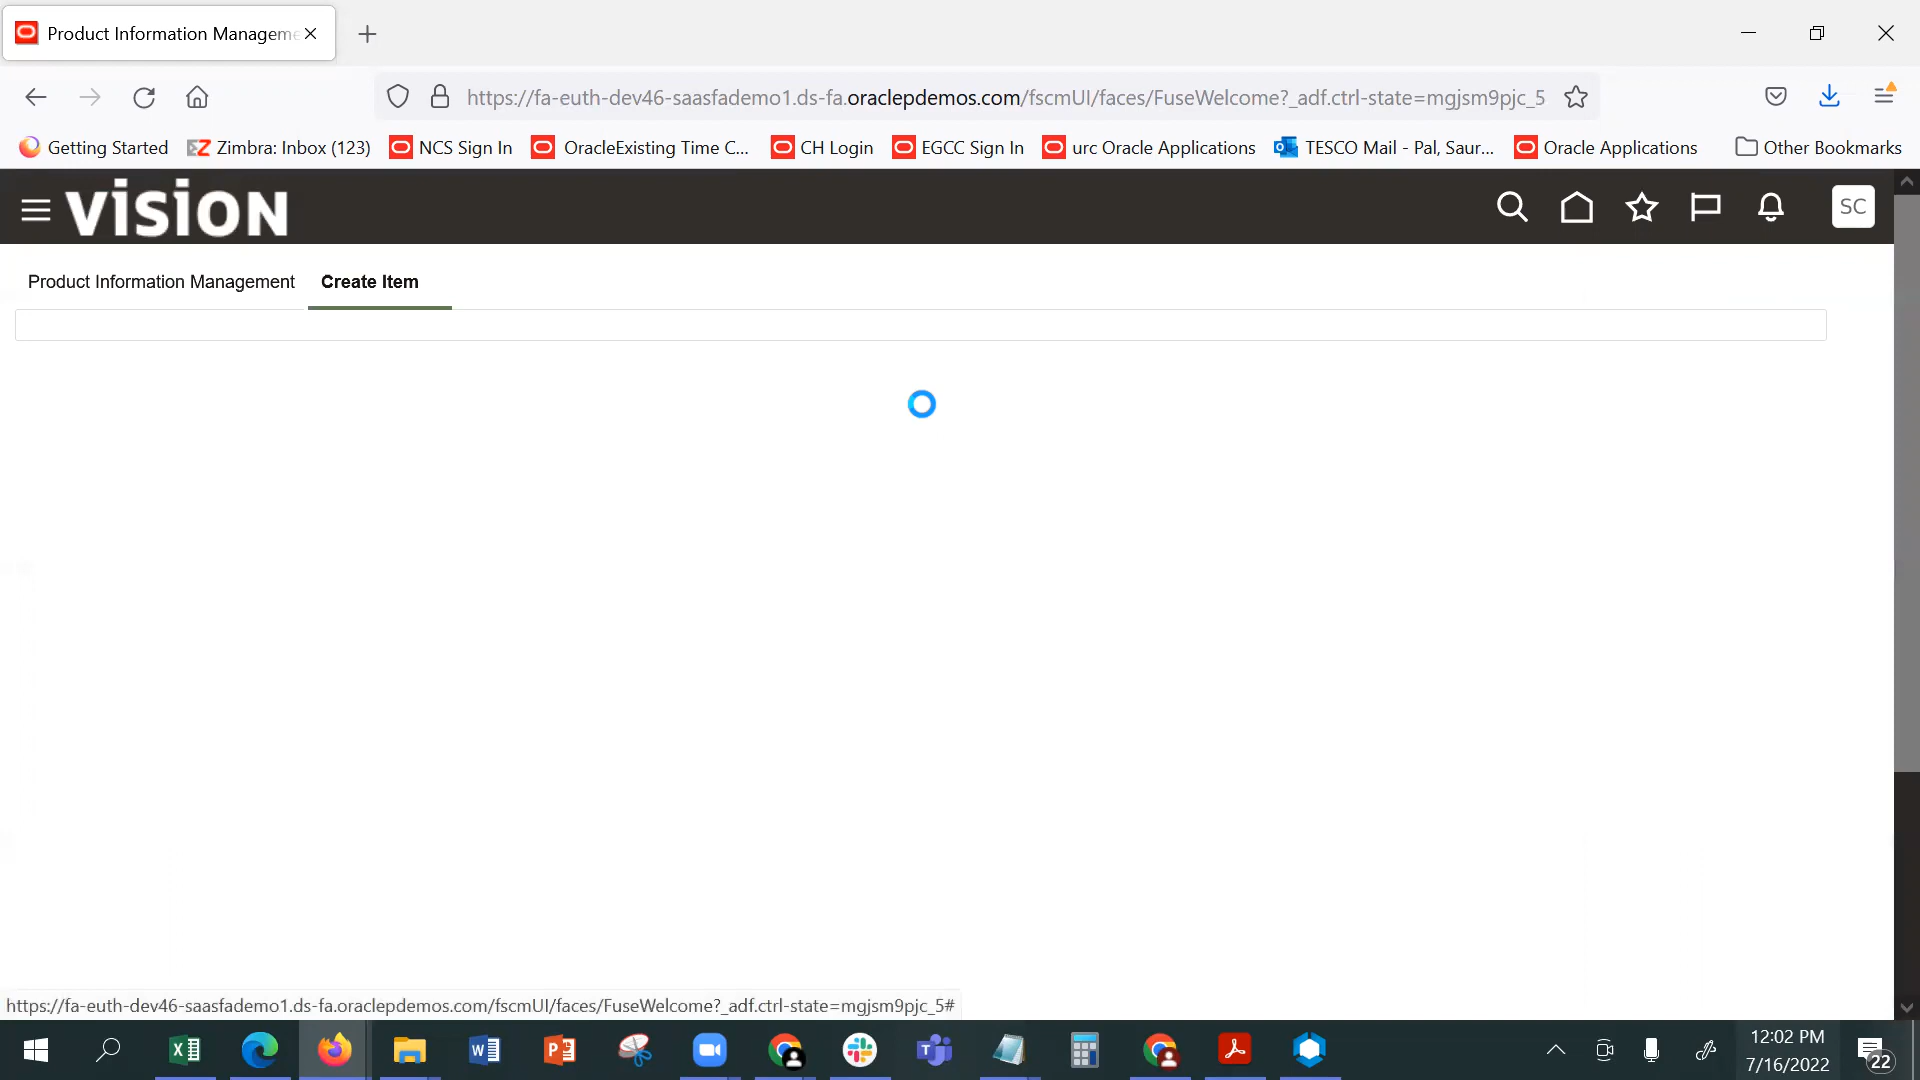 Product Information Manageme
https://fa-euth-dev46-saasfademo1.ds-fa.oraclepdemos.com/fscmUI/faces/FuseWelcome?_adf.ctrl-state=mgjsm9pjc_5
Getting Started Zimbra: Inbox (123) NCS Sign In OracleExisting Time C... CH Login EGCC Sign In urc Oracle Applications TESCO Mail - Pal, Saur... Oracle Applications Other Bookmarks
vision SC
Product Information Management Create Item
https://fa-euth-dev46-saasfademo1.ds-fa.oraclepdemos.com/fscmUI/faces/FuseWelcome?_adf.ctrl-state=mgjsm9pjc_5#
12:02 PM
7/16/2022
22